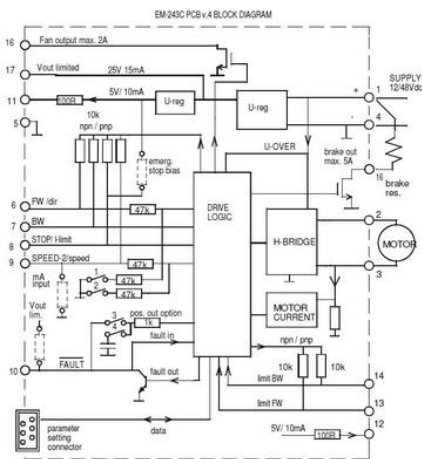 EM-243C PCB v.4 BLOCK DIAGRAM
16 Fan output max. 2A
17 Vout limited 25V 15mA
11 100R 5V/ 10mA U-reg U-reg
SUPPLY
12/48Vdc
+ 1
- 4
5
10k
npn / pnp
emerg.
stop bias
U-OVER
brake out
max. 5A
16
brake
res.
6 FW /dir 47k
7 BW
8 STOP/ I-limit
9 SPEED-2/speed 47k
DRIVE
LOGIC
H-BRIDGE
2
MOTOR
3
mA
input
1 47k
2 47k
MOTOR
CURRENT
Vout
lim.
3
4
pos. out option
1k
fault in
npn / pnp
10k 10k
10 FAULT
fault out
limit BW 14
limit FW 13
5V/ 10mA 100R 12
parameter
setting
connector
data